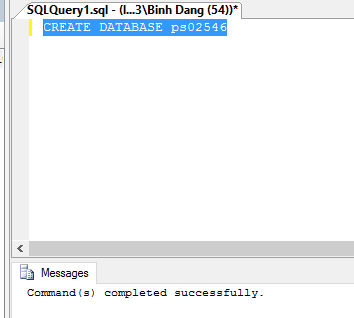 SQLQuery1.sql - (l...3\Binh Dang (54))*
CREATE DATABASE ps02546
Messages
Command(s) completed successfully.